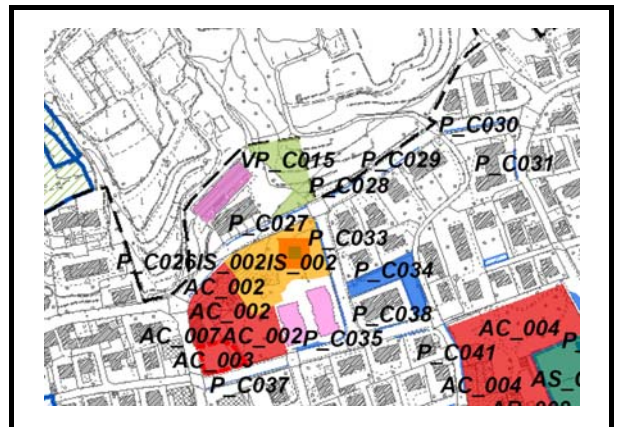 P_C030
VP_C015
P_C029
P_C031
P_C028
P_C027
P_C033
P_C026IS_002IS_002
P_C034
AC_002
AC_002
P_C038
AC_007AC_002P_C035
AC_004
AC_003
P_C041
P_C037
AC_004